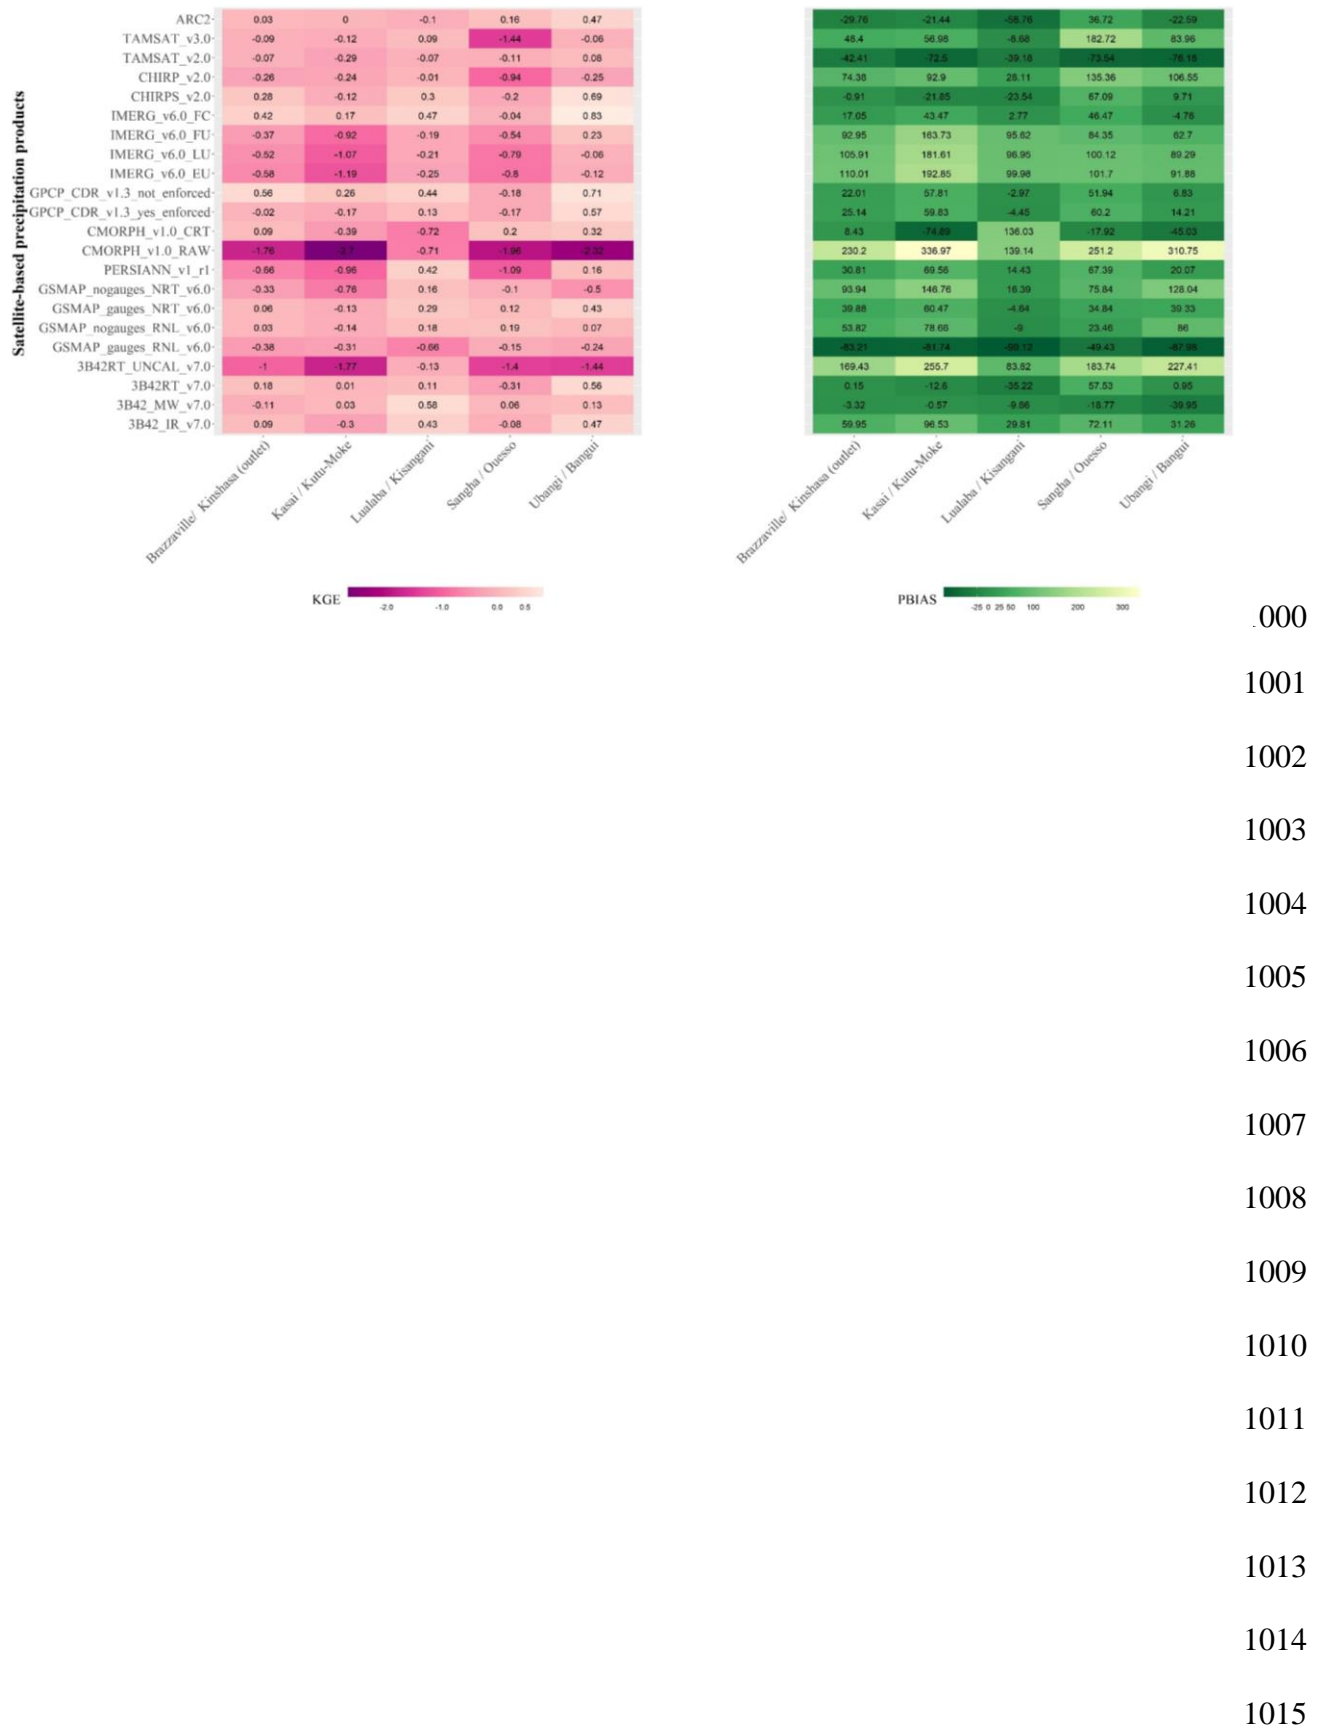 Satellite-based precipitation products
ARC2 0.03 0 -0.1 0.16 0.47 -29.76 -21.44 -58.76 36.72 -22.59
TAMSAT_v3.0 -0.09 -0.12 0.09 -1.44 -0.06 48.4 56.98 -8.68 182.72 83.96
TAMSAT_v2.0 -0.07 -0.29 -0.07 -0.11 0.08 -42.41 -72.5 -39.18 -73.54 -76.18
CHIRP_v2.0 -0.26 -0.24 -0.01 -0.94 -0.25 74.38 92.9 28.11 135.36 106.55
CHIRPS_v2.0 0.28 -0.12 0.3 -0.2 0.69 -0.91 -21.85 -23.54 67.09 9.71
IMERG_v6.0_FC 0.42 0.17 0.47 -0.04 0.83 17.05 43.47 2.77 46.47 -4.76
IMERG_v6.0_FU -0.37 -0.92 -0.19 -0.54 0.23 92.95 163.73 95.62 84.35 62.7
IMERG_v6.0_LU -0.52 -1.07 -0.21 -0.79 -0.06 105.91 181.61 96.95 100.12 89.29
IMERG_v6.0_EU -0.58 -1.19 -0.25 -0.8 -0.12 110.01 192.85 99.98 101.7 91.88
GPCP_CDR_v1.3_not_enforced 0.56 0.26 0.44 -0.18 0.71 22.01 57.81 -2.97 51.94 6.83
GPCP_CDR_v1.3_yes_enforced -0.02 -0.17 0.13 -0.17 0.57 25.14 59.83 -4.45 60.2 14.21
CMORPH_v1.0_CRT 0.09 -0.39 -0.72 0.2 0.32 8.43 -74.89 136.03 -17.92 -45.03
CMORPH_v1.0_RAW -1.76 -2.7 -0.71 -1.96 -2.32 230.2 336.97 139.14 251.2 310.75
PERSIANN_v1_r1 -0.66 -0.96 0.42 -1.09 0.16 30.81 69.56 14.43 67.39 20.07
GSMAP_nogauges_NRT_v6.0 -0.33 -0.76 0.16 -0.1 -0.5 93.94 146.76 16.39 75.84 128.04
GSMAP_gauges_NRT_v6.0 0.06 -0.13 0.29 0.12 0.43 39.88 60.47 -4.64 34.84 39.33
GSMAP_nogauges_RNL_v6.0 0.03 -0.14 0.18 0.19 0.07 53.82 78.66 -9 23.46 86
GSMAP_gauges_RNL_v6.0 -0.38 -0.31 -0.66 -0.15 -0.24 -83.21 -81.74 -99.12 -49.43 -87.98
3B42RT_UNCAL_v7.0 -1 -1.77 -0.13 -1.4 -1.44 169.43 255.7 83.82 183.74 227.41
3B42RT_v7.0 0.18 0.01 0.11 -0.31 0.56 0.15 -12.6 -35.22 57.53 0.95
3B42_MW_v7.0 -0.11 0.03 0.58 0.06 0.13 -3.32 -0.57 -9.86 -18.77 -39.95
3B42_IR_v7.0 0.09 -0.3 0.43 -0.08 0.47 59.95 96.53 29.81 72.11 31.26
Brazzaville/ Kinshasa (outlet) Kasai / Kutu-Moke Lualaba / Kisangani Sangha / Ouesso Ubangi / Bangui Brazzaville/ Kinshasa (outlet) Kasai / Kutu-Moke Lualaba / Kisangani Sangha / Ouesso Ubangi / Bangui
KGE -2.0 -1.0 0.0 0.5 PBIAS -25 0 25 50 100 200 300
000
1001
1002
1003
1004
1005
1006
1007
1008
1009
1010
1011
1012
1013
1014
1015